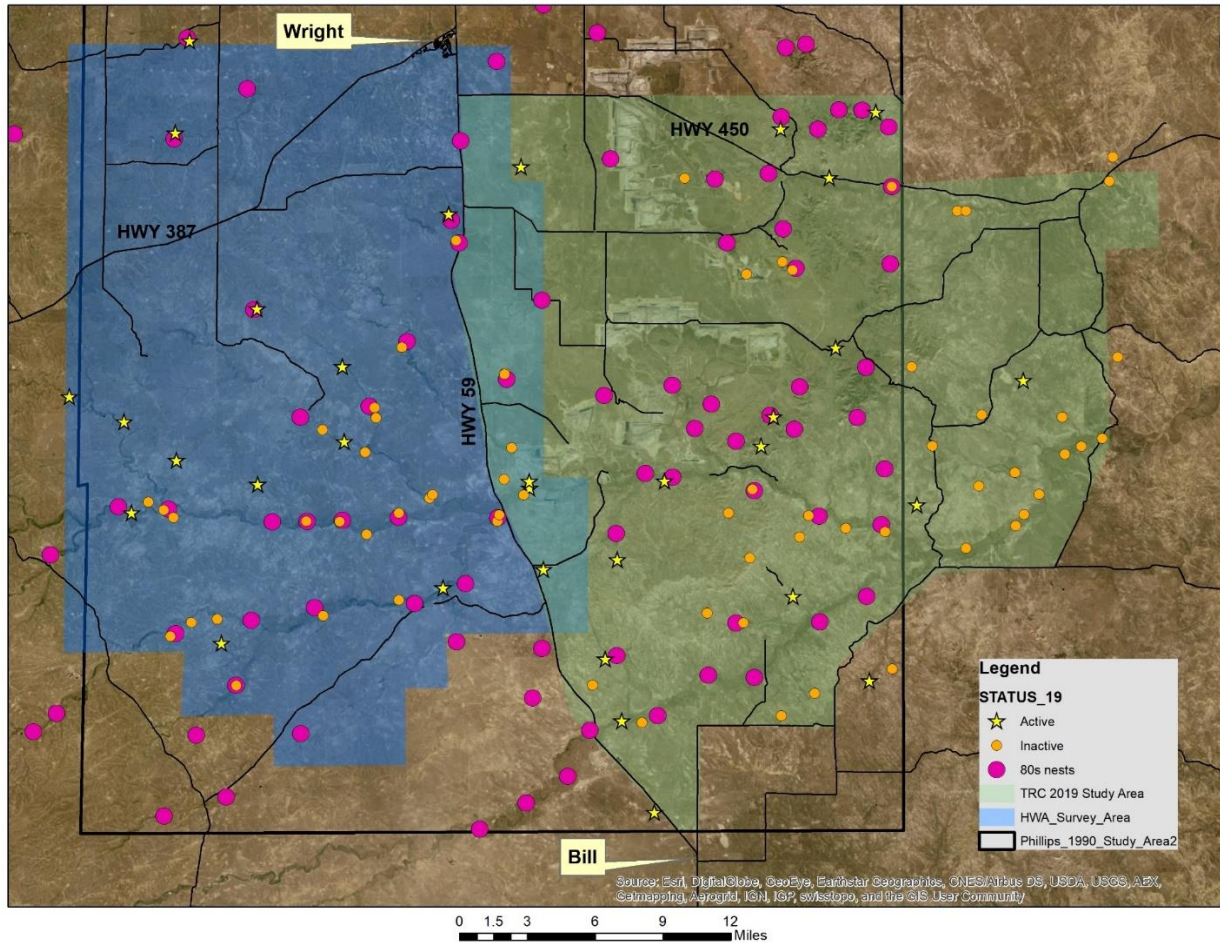 Wright
HWY 450
HWY 387
HWY 59
Legend
STATUS_19
Active
Inactive
80s nests
TRC 2019 Study Area
HWA_Survey_Area
Phillips_1990_Study_Area2
Bill
Source: Esri, DigitalGlobe, GeoEye, Earthstar Geographics, CNES/Airbus DS, USDA, USGS, AEX,
Getmapping, Aerogrid, IGN, IGP, swisstopo, and the GIS User Community
0 1.5 3 6 9 12
Miles